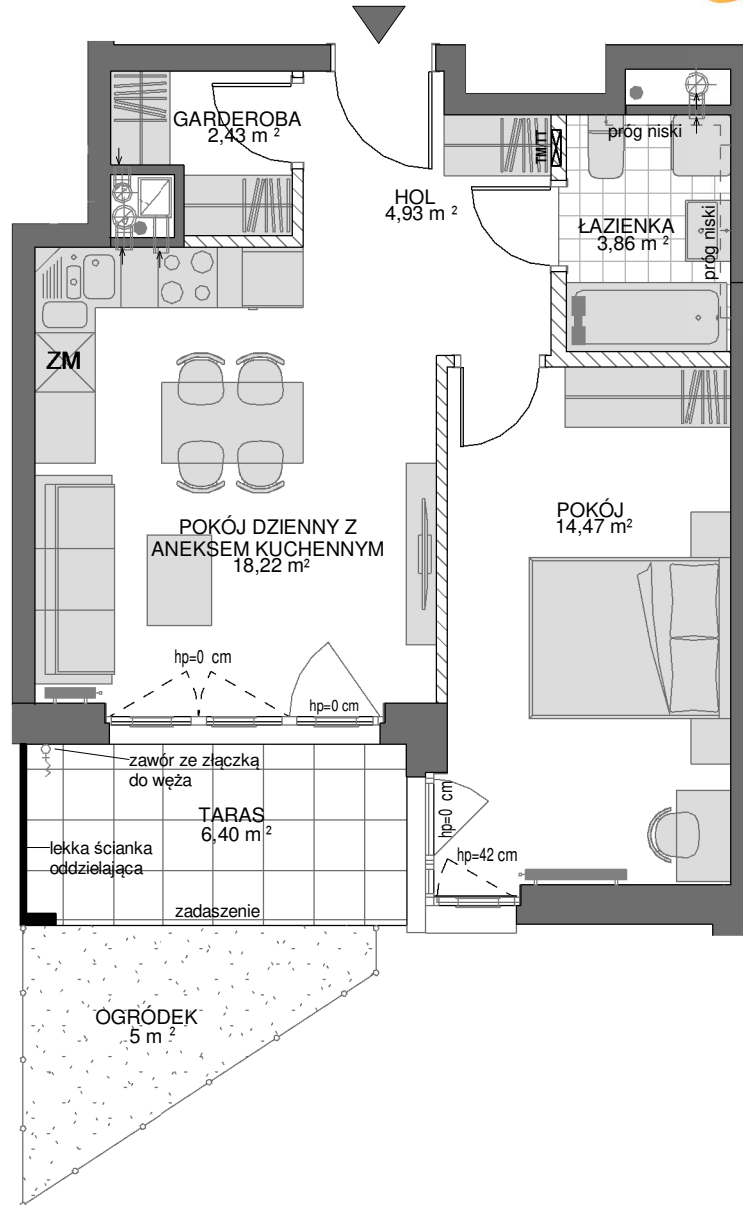 GARDEROBA
2,43 m ²
próg niski
TM/TT
HOL
4,93 m ²
ŁAZIENKA
3,86 m ²
próg niski
ZM
POKÓJ
14,47 m²
POKÓJ DZIENNY Z
ANEKSEM KUCHENNYM
18,22 m²
hp=0 cm
hp=0 cm
zawór ze złączką
do węża
TARAS
6,40 m ²
hp=0 cm
lekka ścianka
oddzielająca
hp=42 cm
zadaszenie
OGRÓDEK
5 m ²